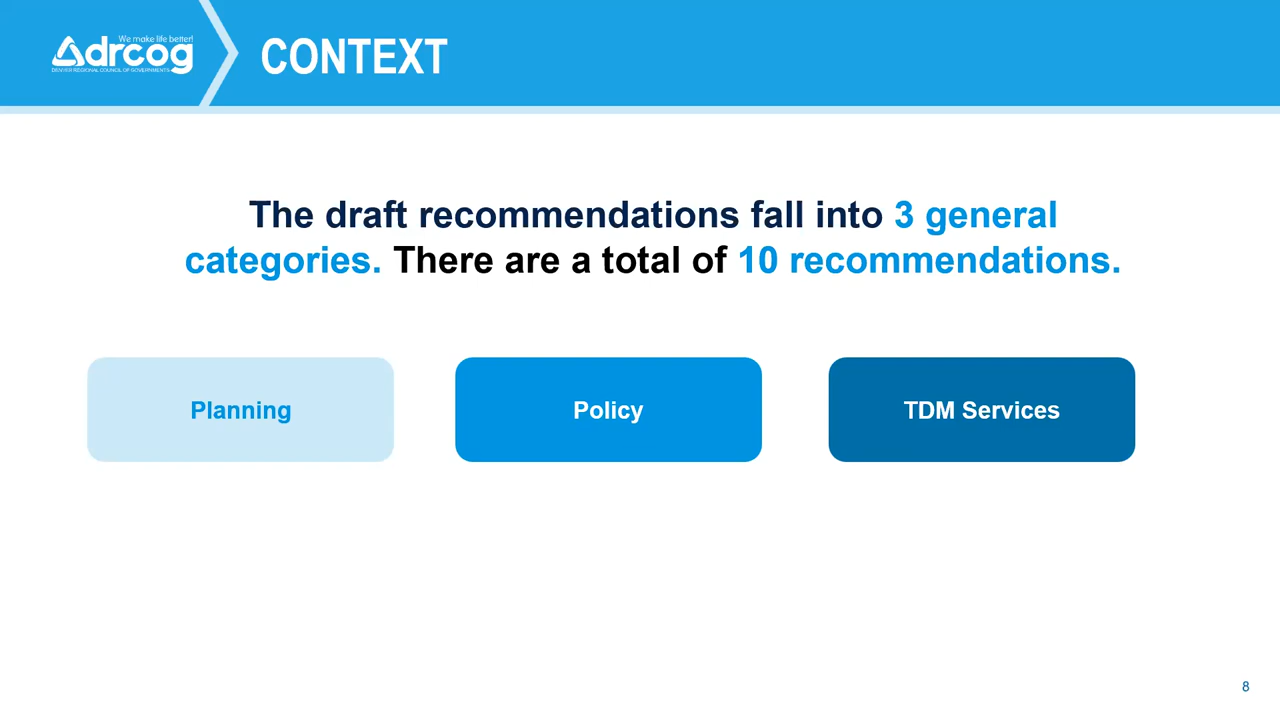 We make life better!
drcog
DENVER REGIONAL COUNCIL OF GOVERNMENTS
CONTEXT
The draft recommendations fall into 3 general
categories. There are a total of 10 recommendations.
Planning
Policy
TDM Services
8